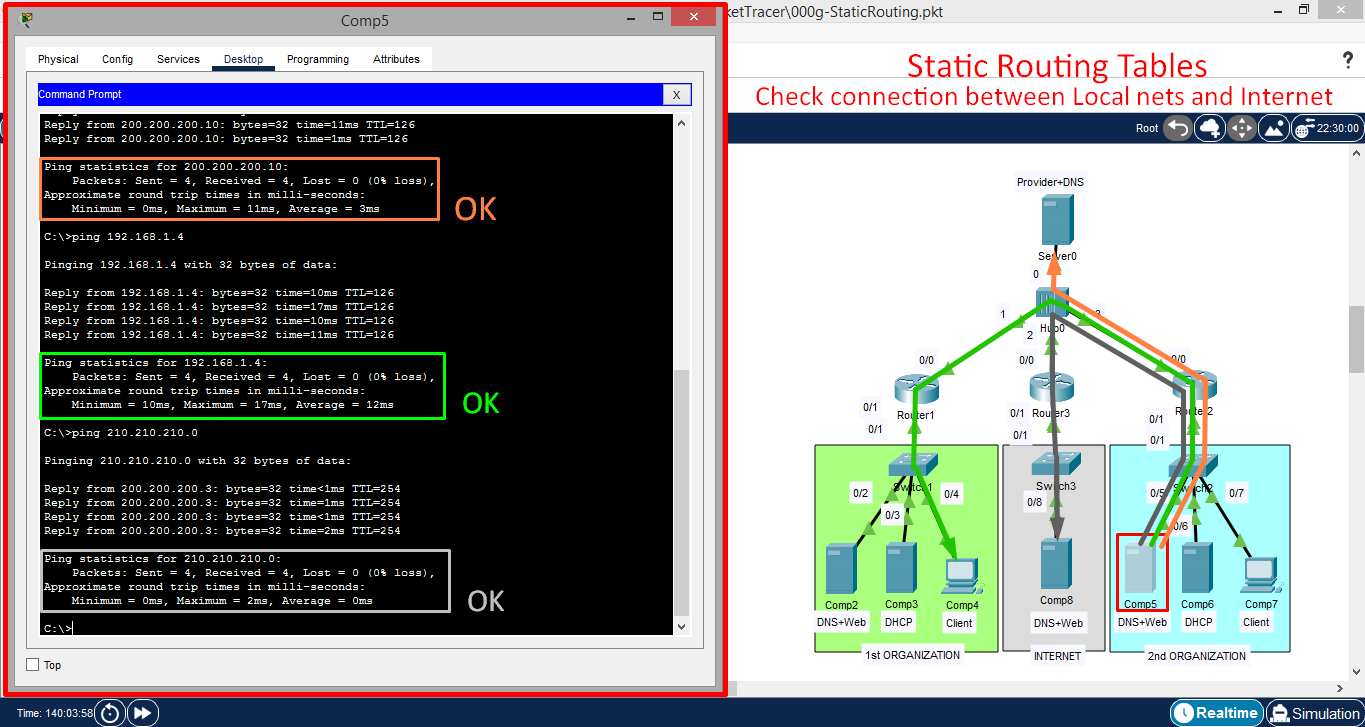 Comp5
ketTracer\000g-StaticRouting.pkt
Physical Config Services Desktop Programming Attributes
Command Prompt
X
Reply from 200.200.200.10: bytes=32 time=11ms TTL=126
Reply from 200.200.200.10: bytes=32 time<1ms TTL=126
Ping statistics for 200.200.200.10:
Packets: Sent = 4, Received = 4, Lost = 0 (0% loss),
Approximate round trip times in milli-seconds:
Minimum = 0ms, Maximum = 11ms, Average = 3ms
OK
C:\>ping 192.168.1.4
Pinging 192.168.1.4 with 32 bytes of data:
Reply from 192.168.1.4: bytes=32 time=10ms TTL=126
Reply from 192.168.1.4: bytes=32 time=17ms TTL=126
Reply from 192.168.1.4: bytes=32 time=10ms TTL=126
Reply from 192.168.1.4: bytes=32 time=11ms TTL=126
Ping statistics for 192.168.1.4:
Packets: Sent = 4, Received = 4, Lost = 0 (0% loss),
Approximate round trip times in milli-seconds:
Minimum = 10ms, Maximum = 17ms, Average = 12ms
OK
C:\>ping 210.210.210.0
Pinging 210.210.210.0 with 32 bytes of data:
Reply from 200.200.200.3: bytes=32 time<1ms TTL=254
Reply from 200.200.200.3: bytes=32 time=1ms TTL=254
Reply from 200.200.200.3: bytes=32 time<1ms TTL=254
Reply from 200.200.200.3: bytes=32 time=2ms TTL=254
Ping statistics for 210.210.210.0:
Packets: Sent = 4, Received = 4, Lost = 0 (0% loss),
Approximate round trip times in milli-seconds:
Minimum = 0ms, Maximum = 2ms, Average = 0ms
OK
C:\>
Top
Static Routing Tables
?
Check connection between Local nets and Internet
Root
22:30:00
Provider+DNS
Server0
0
1
2
3
Hub0
0/0
0/0
0/0
0/1 Router1
0/1 Router3
0/1 Router2
0/1
0/1
0/1
Switch1
Switch3
Switch2
0/2
0/4
0/3
0/8
0/5
0/7
0/6
Comp2 Comp3 Comp4
DNS+Web DHCP Client
1st ORGANIZATION
Comp8
DNS+Web
INTERNET
Comp5 Comp6 Comp7
DNS+Web DHCP Client
2nd ORGANIZATION
Time: 140:03:58
Realtime
Simulation